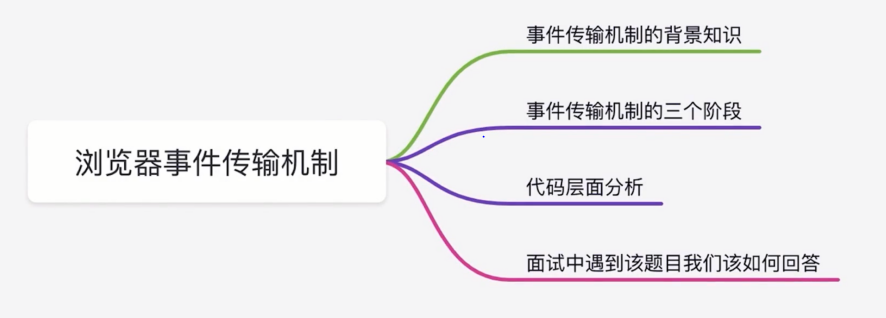 浏览器事件传输机制
事件传输机制的背景知识
事件传输机制的三个阶段
代码层面分析
面试中遇到该题目我们该如何回答